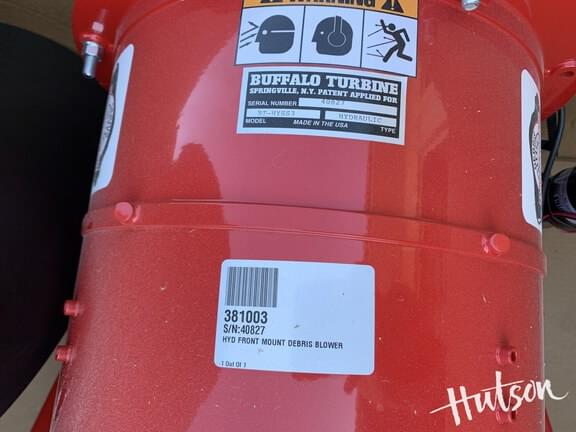 WARNING
BUFFALO TURBINE
SPRINGVILLE, N.Y. PATENT APPLIED FOR
SERIAL NUMBER 40827
HYDRAULIC
MODEL MADE IN THE USA TYPE
381003
S/N:40827
HYD FRONT MOUNT DEBRIS BLOWER
1 Out Of 1
Hutson